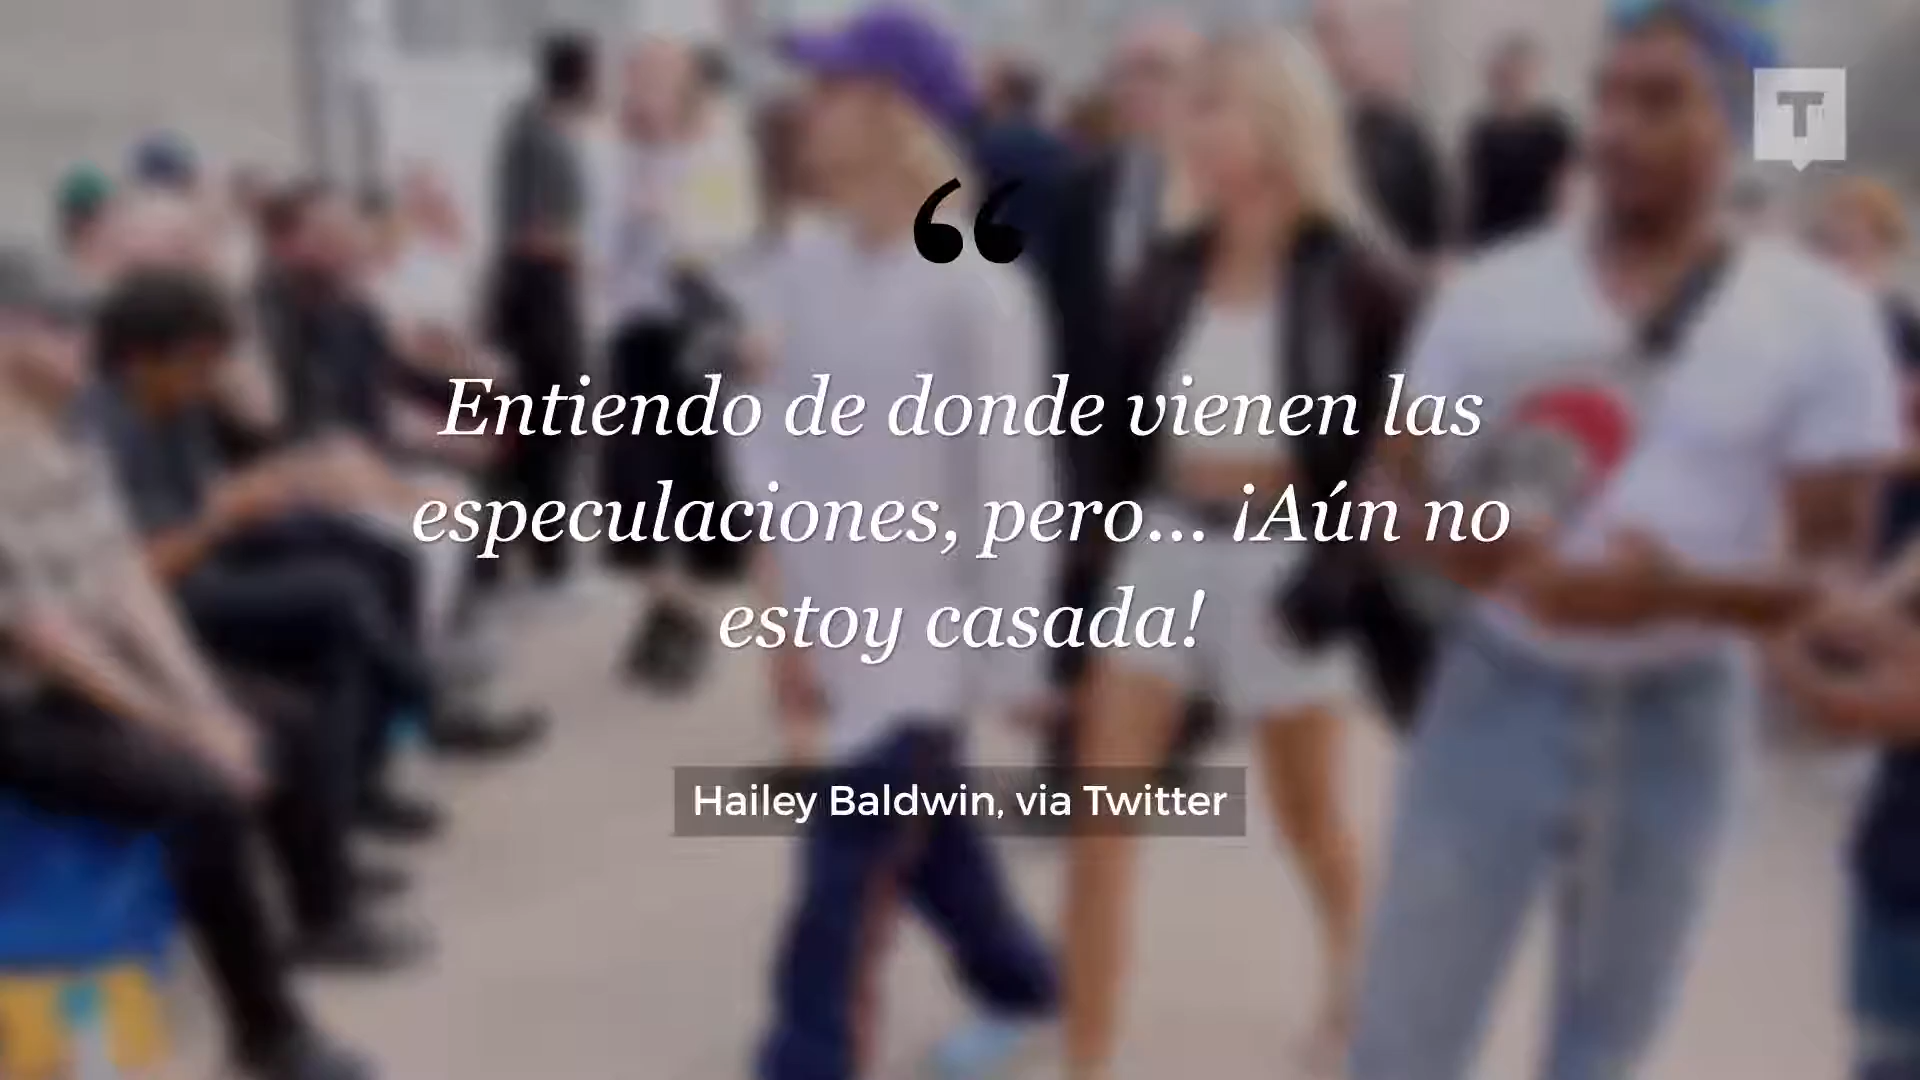 T
“
Entiendo de donde vienen las
especulaciones, pero... ¡Aún no
estoy casada!
Hailey Baldwin, via Twitter